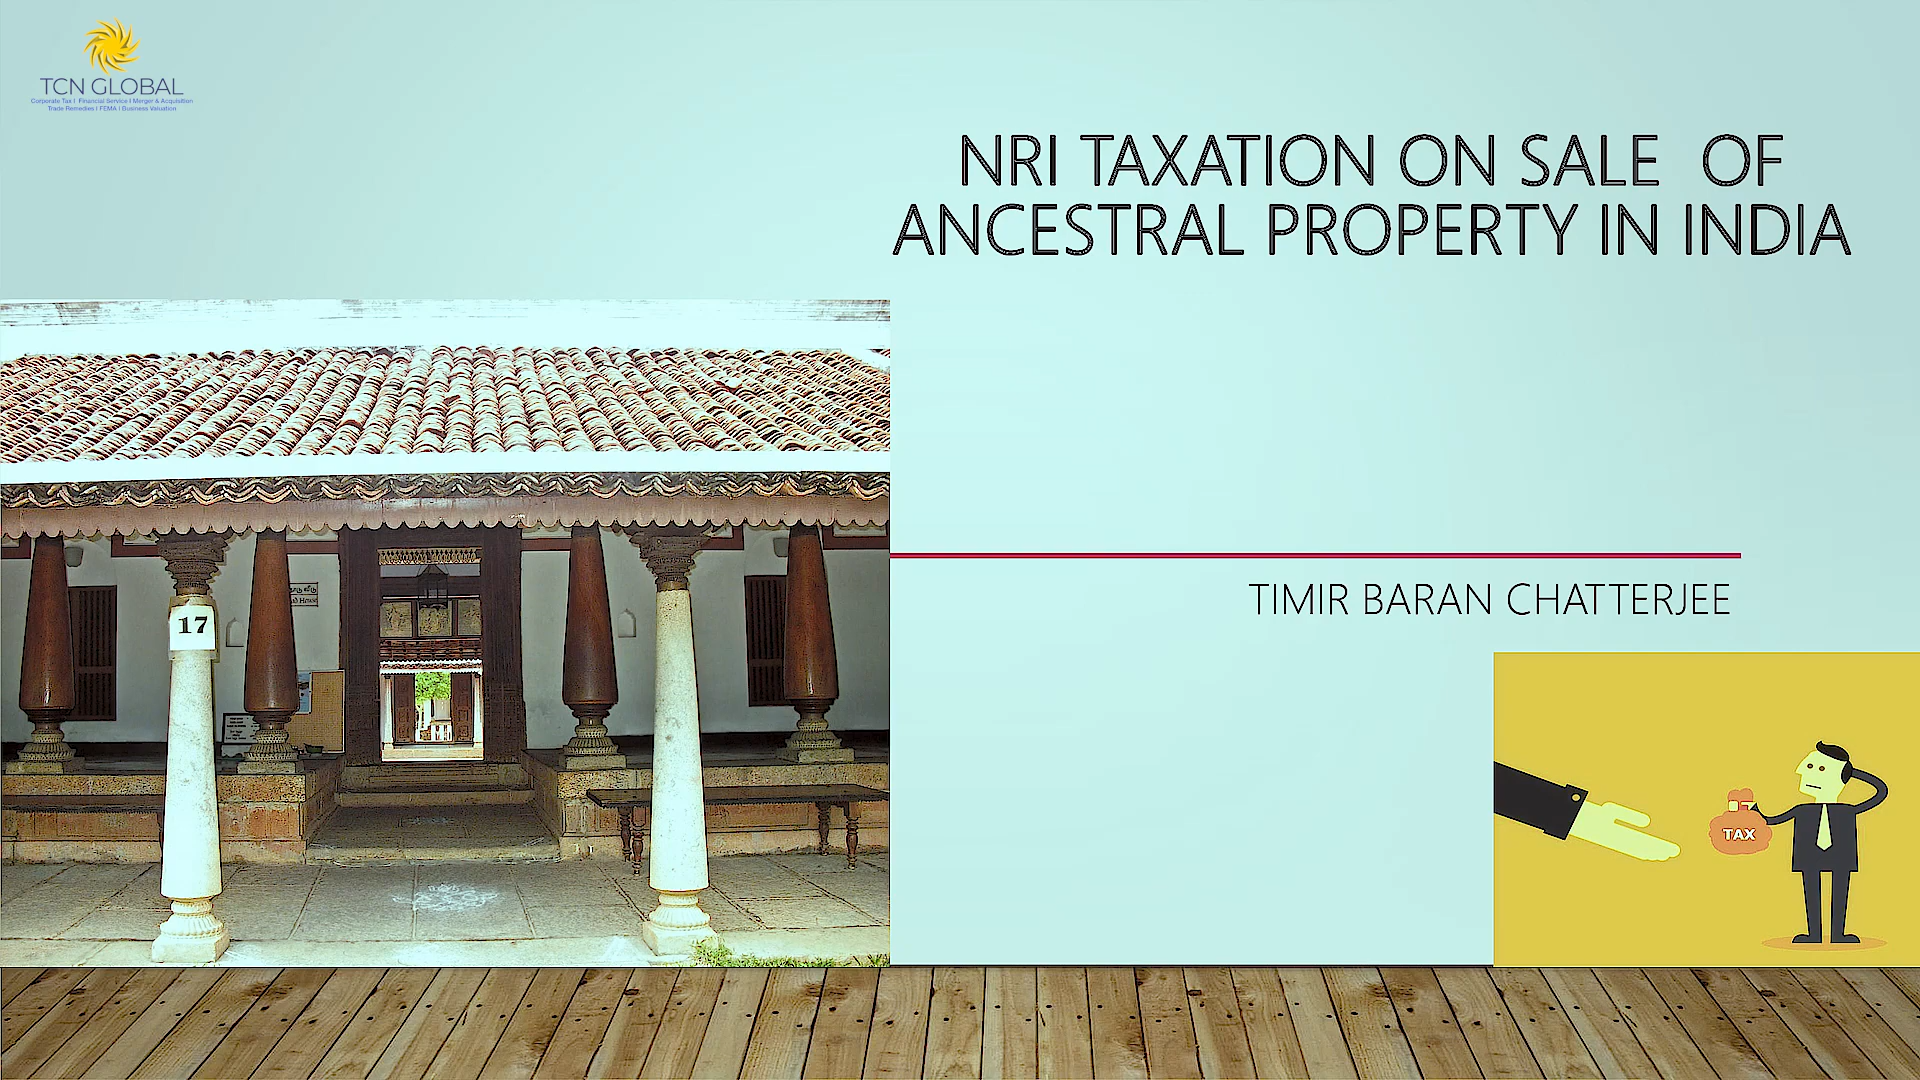 TCN GLOBAL
Corporate Tax I Financial Service I Merger & Acquisition
Trade Remedies I FEMA I Business Valuation
NRI TAXATION ON SALE OF
ANCESTRAL PROPERTY IN INDIA
17
TIMIR BARAN CHATTERJEE
TAX